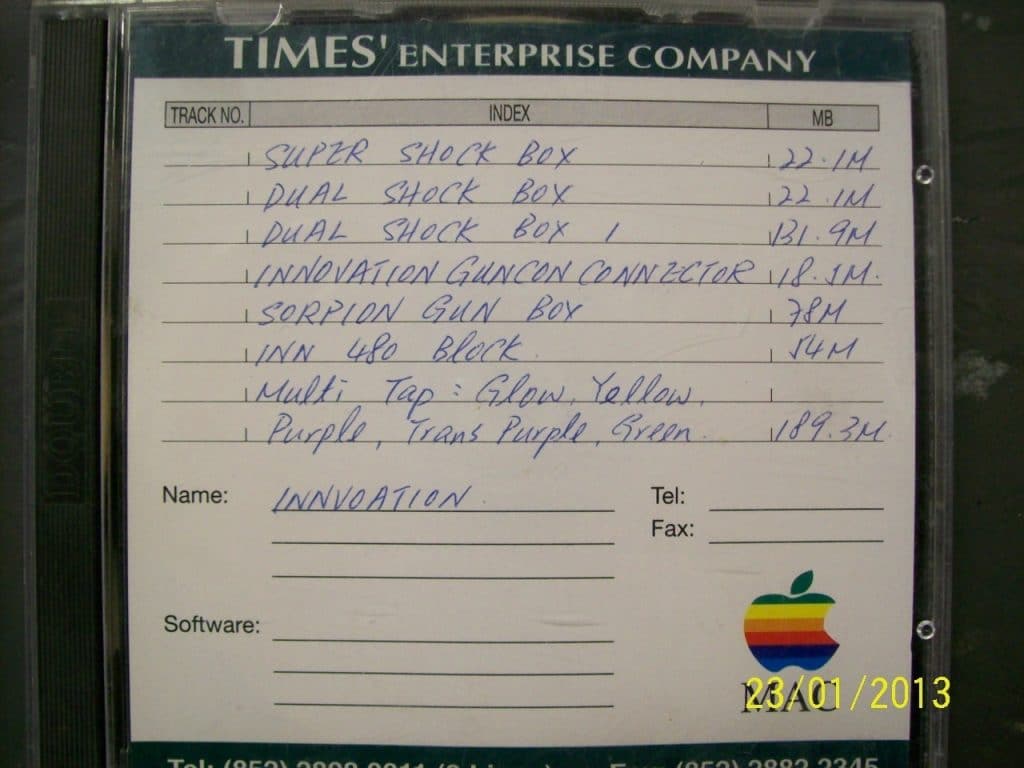 TIMES' ENTERPRISE COMPANY
TRACK NO. INDEX MB
SUPER SHOCK BOX 22.1M
DUAL SHOCK BOX 22.1M
DUAL SHOCK BOX 1 131.9M
INNOVATION GUNCON CONNECTOR 18.5M.
SORPION GUN BOX 78M
INN 480 Block. 54M
Multi Tap : Glow, Yellow,
Purple, Trans Purple, Green. 189.3M.
Name: INNVOATION. Tel:
Fax:
Software:
MAC
23/01/2013